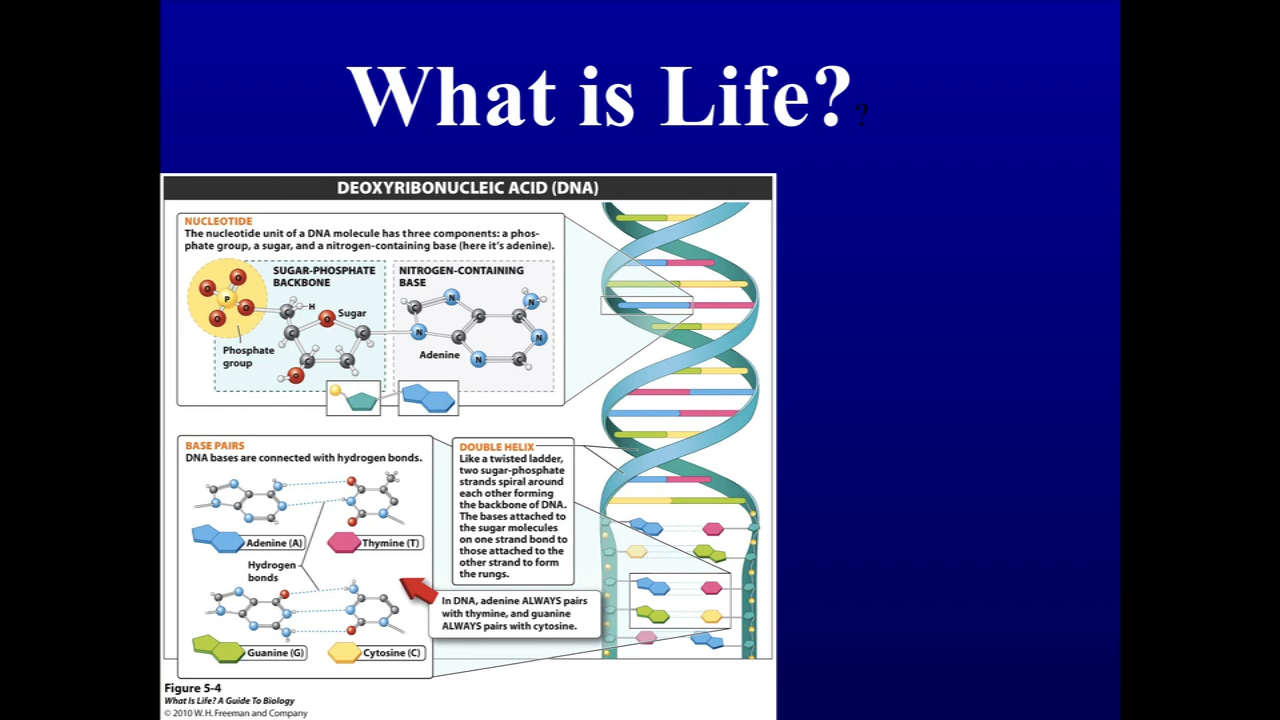 What is Life?
?
DEOXYRIBONUCLEIC ACID (DNA)
NUCLEOTIDE
The nucleotide unit of a DNA molecule has three components: a phos-
phate group, a sugar, and a nitrogen-containing base (here it's adenine).
SUGAR-PHOSPHATE
BACKBONE
NITROGEN-CONTAINING
BASE
O
O
P
O
O
H
O
Sugar
C
C
C
C
C
O
Phosphate
group
N
N
C
C
C
C
N
N
N
C
H
H
Adenine
BASE PAIRS
DNA bases are connected with hydrogen bonds.
Adenine (A)
Thymine (T)
Hydrogen
bonds
Guanine (G)
Cytosine (C)
DOUBLE HELIX
Like a twisted ladder,
two sugar-phosphate
strands spiral around
each other forming
the backbone of DNA.
The bases attached to
the sugar molecules
on one strand bond to
those attached to the
other strand to form
the rungs.
In DNA, adenine ALWAYS pairs
with thymine, and guanine
ALWAYS pairs with cytosine.
Figure 5-4
What Is Life? A Guide To Biology
© 2010 W. H. Freeman and Company